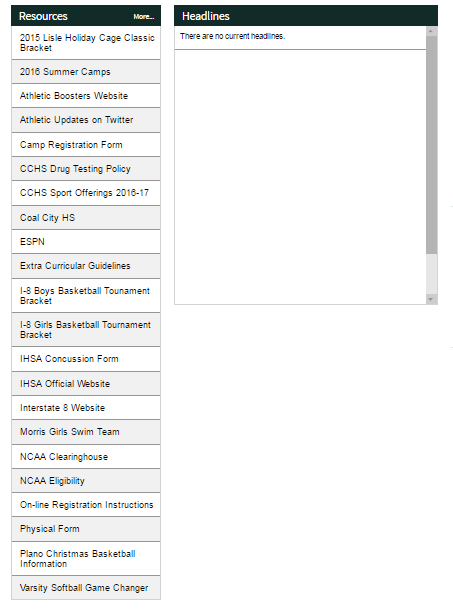 Resources More...
2015 Lisle Holiday Cage Classic
Bracket
2016 Summer Camps
Athletic Boosters Website
Athletic Updates on Twitter
Camp Registration Form
CCHS Drug Testing Policy
CCHS Sport Offerings 2016-17
Coal City HS
ESPN
Extra Curricular Guidelines
I-8 Boys Basketball Tounament
Bracket
I-8 Girls Basketball Tournament
Bracket
IHSA Concussion Form
IHSA Official Website
Interstate 8 Website
Morris Girls Swim Team
NCAA Clearinghouse
NCAA Eligibility
On-line Registration Instructions
Physical Form
Plano Christmas Basketball
Information
Varsity Softball Game Changer
Headlines
There are no current headlines.